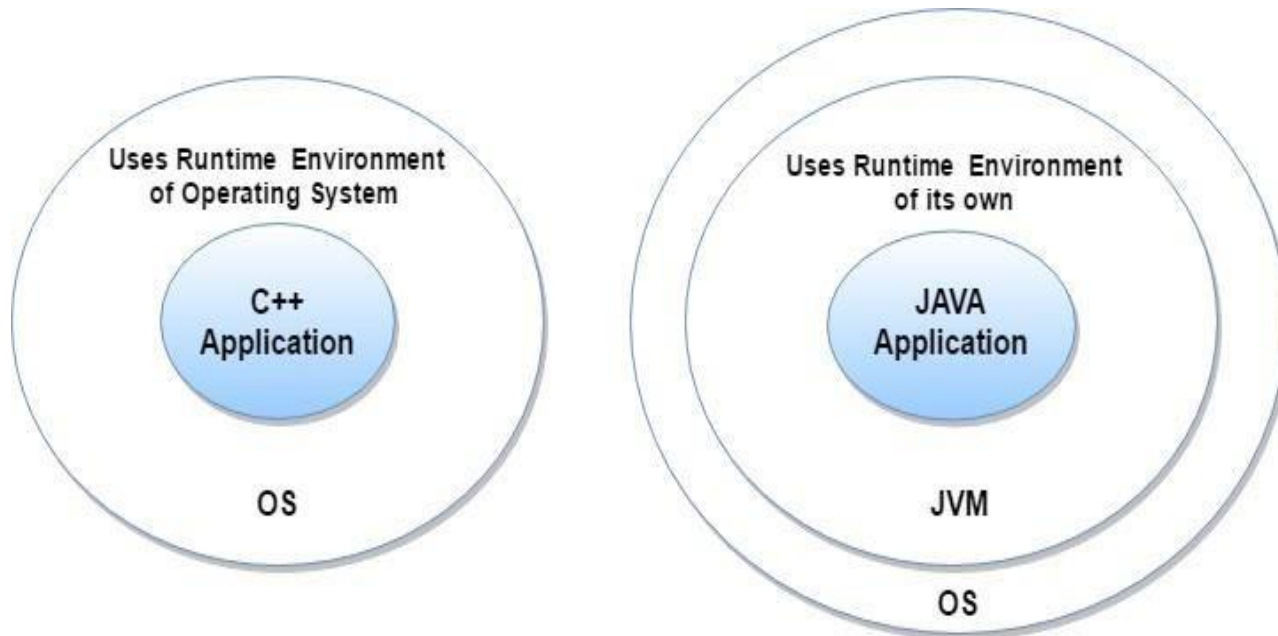 Uses Runtime Environment
of Operating System
C++
Application
OS
Uses Runtime Environment
of its own
JAVA
Application
JVM
OS